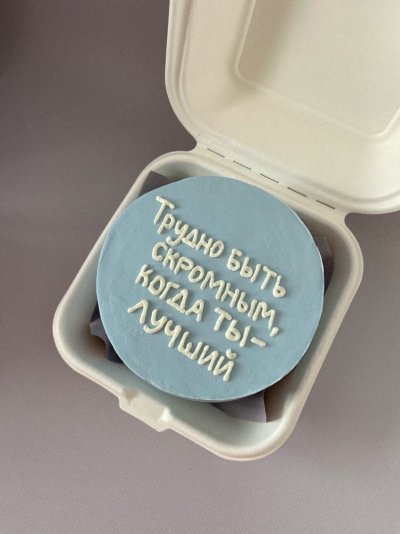 Трудно быть
скромным,
когда ты-
лучший